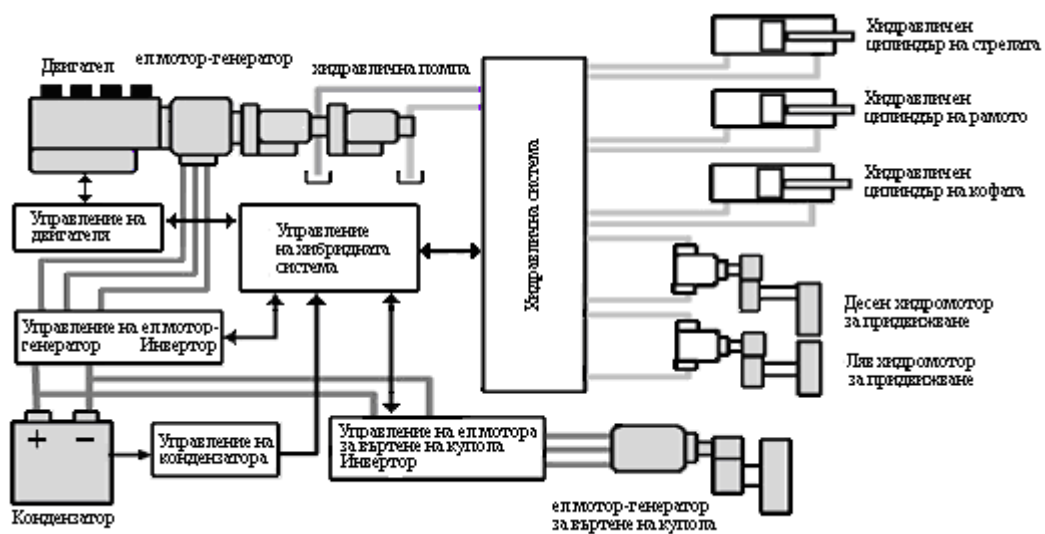 Двигател
ел мотор-генератор
хидравлична помпа
Хидравличен
цилиндър на стрелата
Хидравличен
цилиндър на рамото
Хидравличен
цилиндър на кофата
Управление на
двигателя
Управление
на хибридната
система
Хидравлична система
Десен хидромотор
за придвижване
Управление на ел мотор-
генератор Инвертор
Ляв хидромотор
за придвижване
+ −
Управление на
кондензатора
Управление на ел мотора
за въртене на купола
Инвертор
Кондензатор
ел мотор-генератор
за въртене на купола